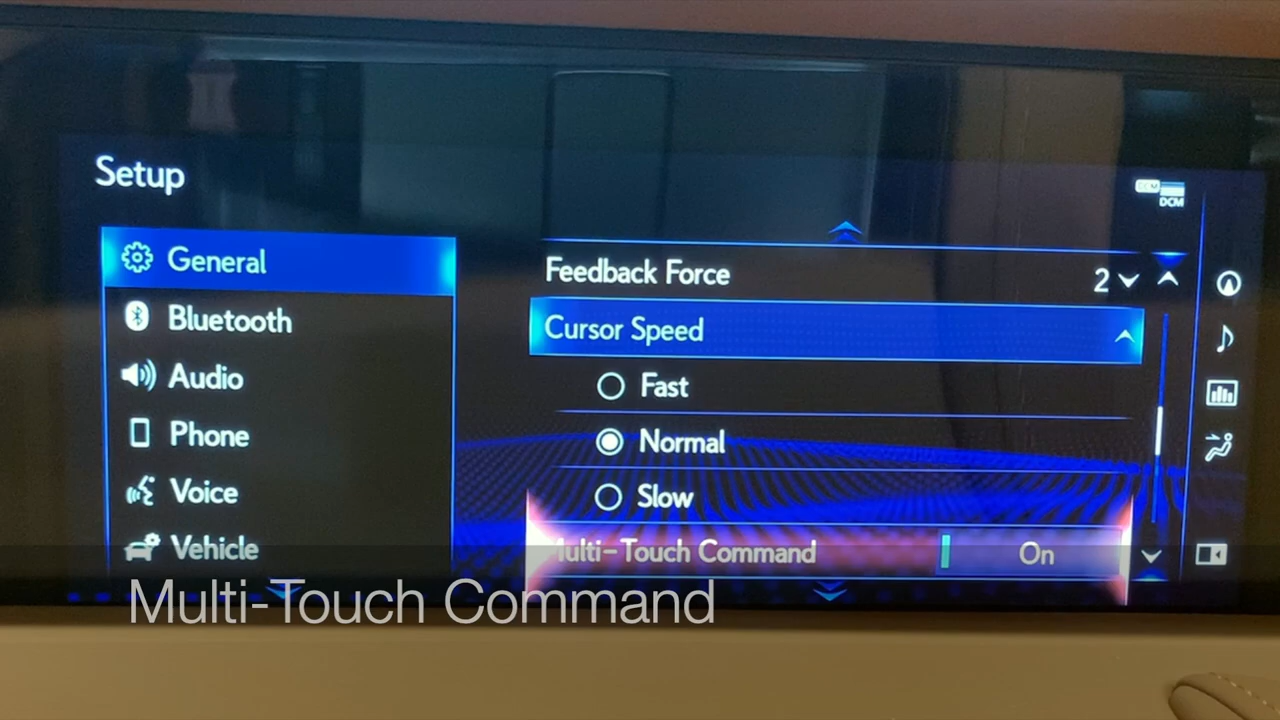 Setup
DCM
DCM
General
Bluetooth
Audio
Phone
Voice
Vehicle
Feedback Force 2
Cursor Speed
Fast
Normal
Slow
Multi-Touch Command On
Multi-Touch Command